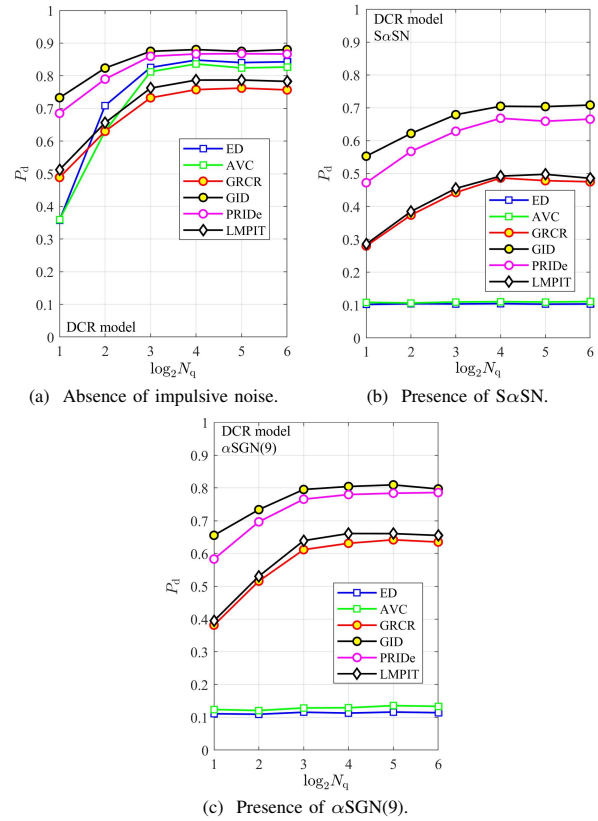 1
0.9
0.8
0.7
0.6
0.5
0.4
0.3
0.2
0.1
0
P_d
ED
AVC
GRCR
GID
PRIDe
LMPIT
DCR model
1 2 3 4 5 6
log₂N_q
(a) Absence of impulsive noise.
1
0.9
0.8
0.7
0.6
0.5
0.4
0.3
0.2
0.1
0
P_d
DCR model
SαSN
ED
AVC
GRCR
GID
PRIDe
LMPIT
1 2 3 4 5 6
log₂N_q
(b) Presence of SαSN.
1
0.9
0.8
0.7
0.6
0.5
0.4
0.3
0.2
0.1
0
P_d
DCR model
αSGN(9)
ED
AVC
GRCR
GID
PRIDe
LMPIT
1 2 3 4 5 6
log₂N_q
(c) Presence of αSGN(9).